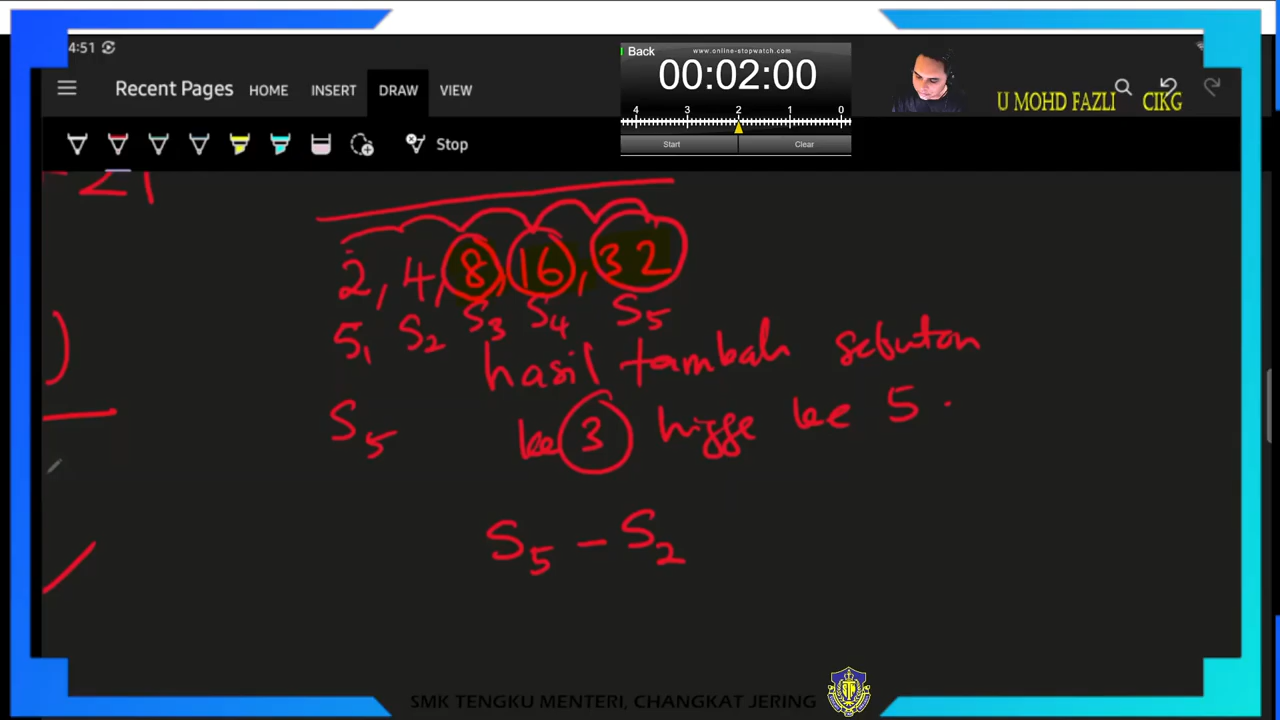 4:51
Back
www.online-stopwatch.com
00:02:00
4 3 2 1 0
Start Clear
U MOHD FAZLI CIKG
Recent Pages HOME INSERT DRAW VIEW
Stop
21
2, 4, 8, 16, 32
S1 S2 S3 S4 S5
hasil tambah sebutan
S5 ke 3 higge ke 5.
S5 - S2
SMK TENGKU MENTERI, CHANGKAT JERING